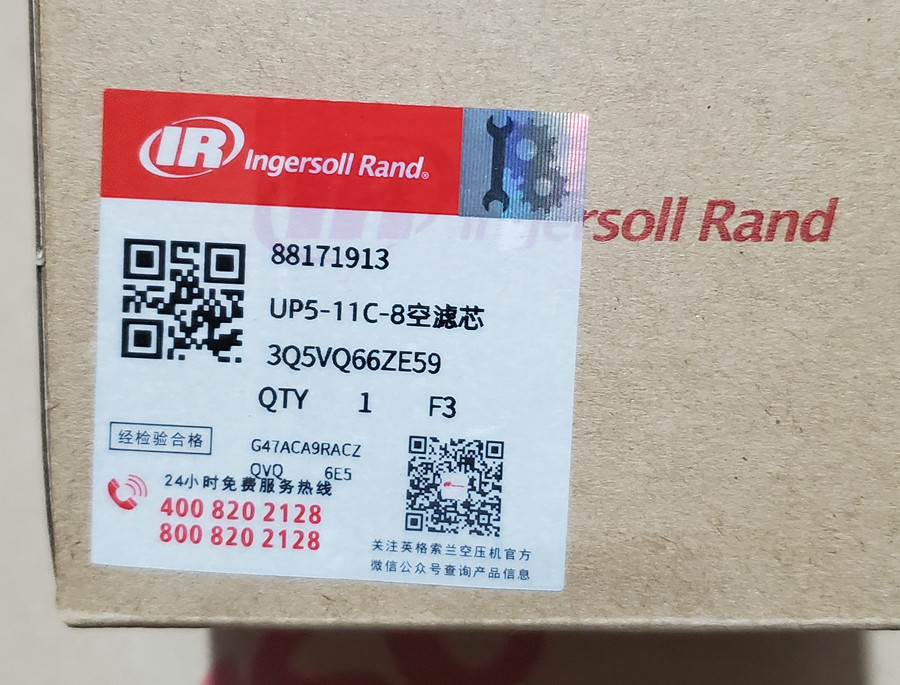 IR Ingersoll Rand®
rsoll Rand
88171913
UP5-11C-8空滤芯
3Q5VQ66ZE59
QTY 1 F3
经检验合格
G47ACA9RACZ
QVQ 6E5
24小时免费服务热线
400 820 2128
800 820 2128
关注英格索兰空压机官方
微信公众号查询产品信息